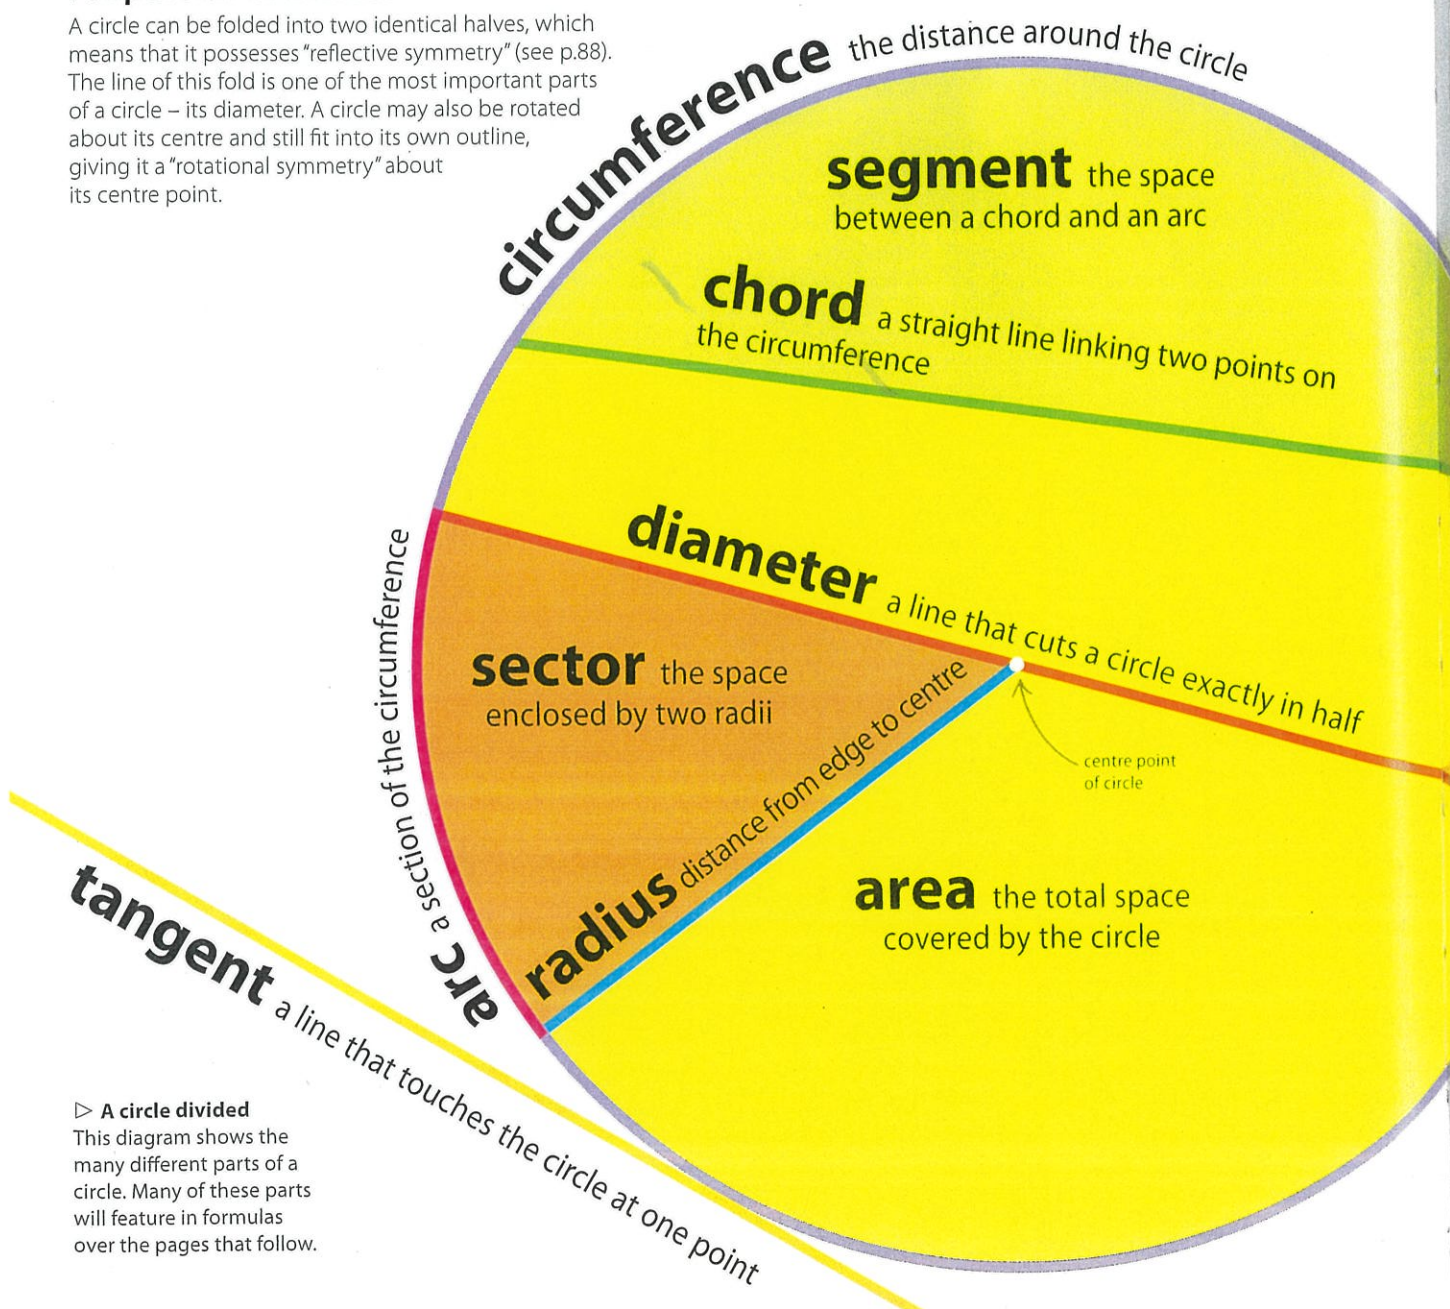 A circle can be folded into two identical halves, which
means that it possesses “reflective symmetry” (see p.88).
The line of this fold is one of the most important parts
of a circle – its diameter. A circle may also be rotated
about its centre and still fit into its own outline,
giving it a “rotational symmetry” about
its centre point.
circumference the distance around the circle
segment the space
between a chord and an arc
chord a straight line linking two points on
the circumference
diameter a line that cuts a circle exactly in half
sector the space
enclosed by two radii
radius distance from edge to centre
centre point
of circle
arc a section of the circumference
area the total space
covered by the circle
tangent a line that touches the circle at one point
▷ A circle divided
This diagram shows the
many different parts of a
circle. Many of these parts
will feature in formulas
over the pages that follow.